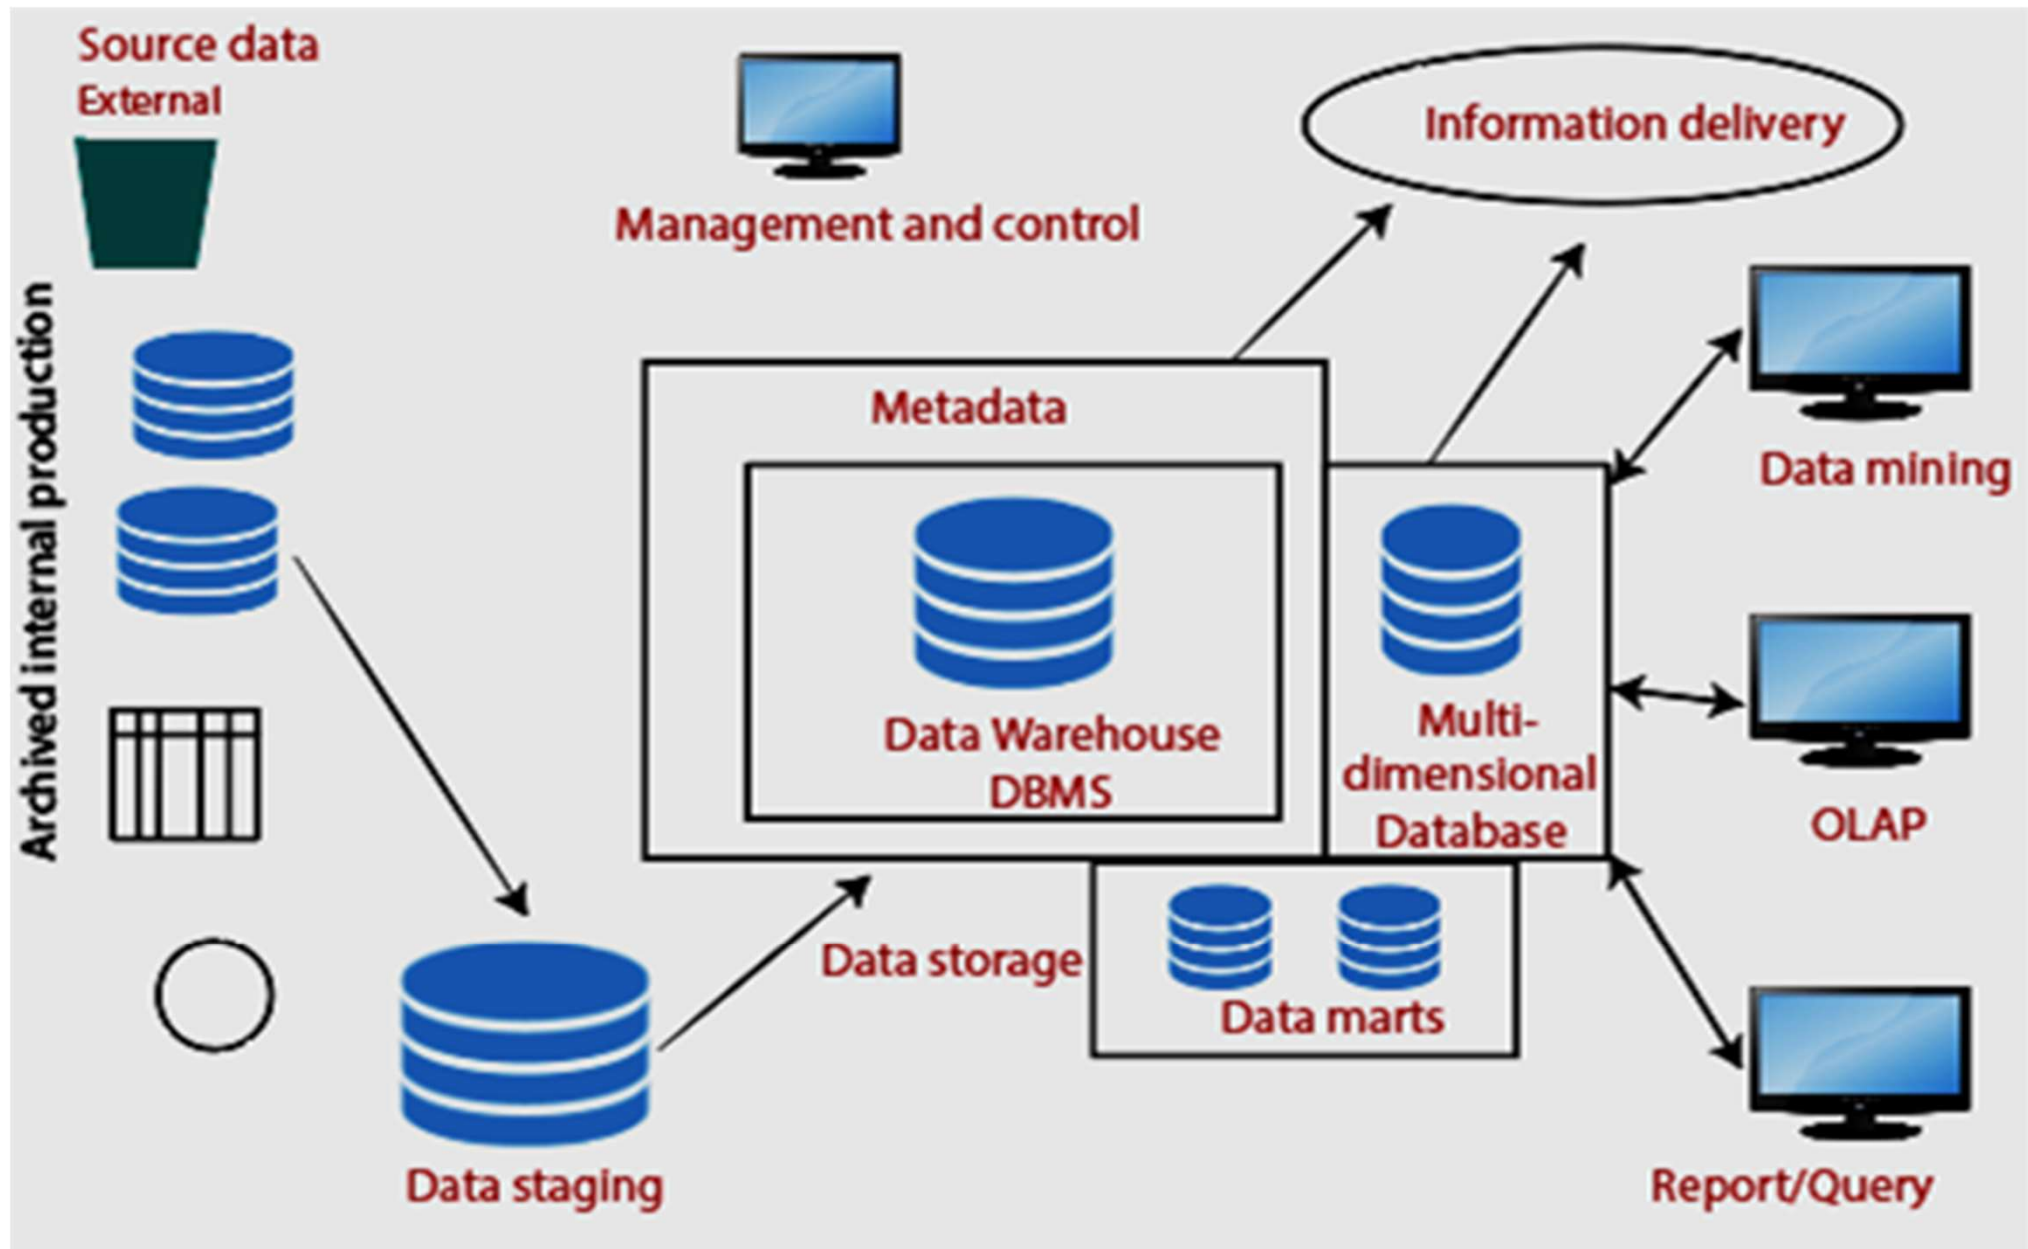 Source data
External
Archived internal production
Management and control
Information delivery
Metadata
Data Warehouse
DBMS
Multi-
dimensional
Database
Data mining
OLAP
Data storage
Data marts
Data staging
Report/Query